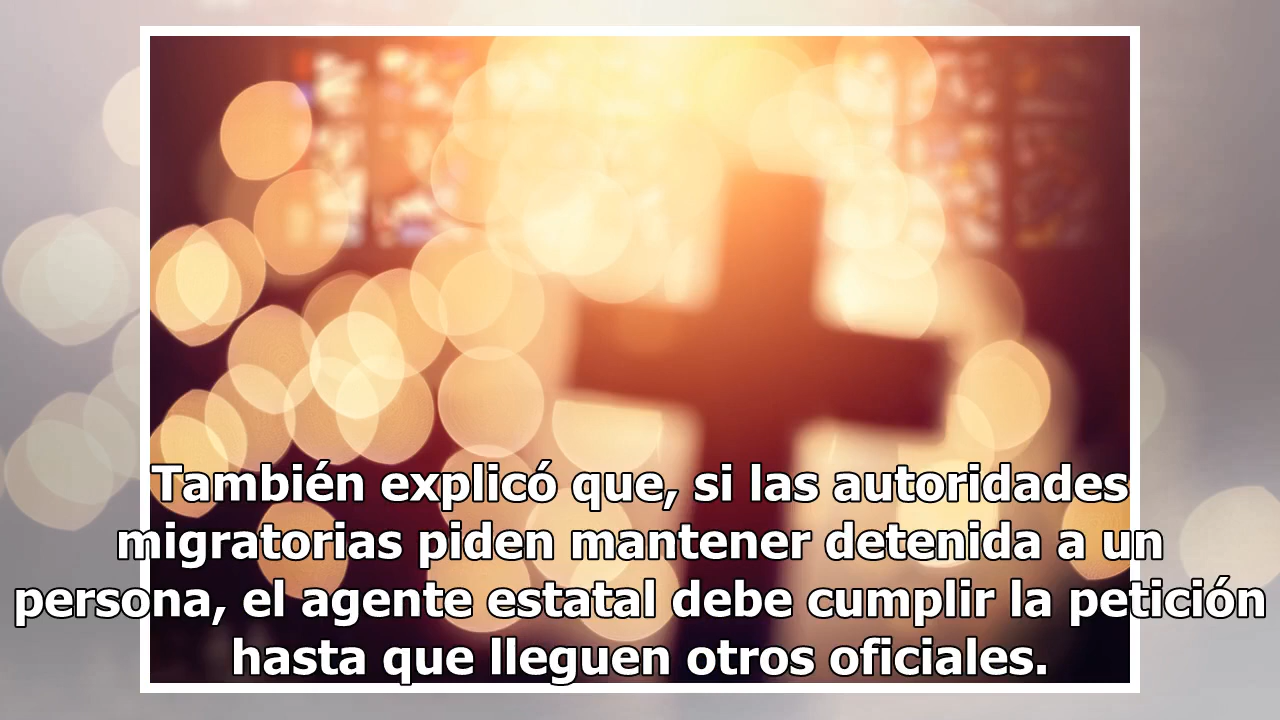 También explicó que, si las autoridades
migratorias piden mantener detenida a un
persona, el agente estatal debe cumplir la petición
hasta que lleguen otros oficiales.